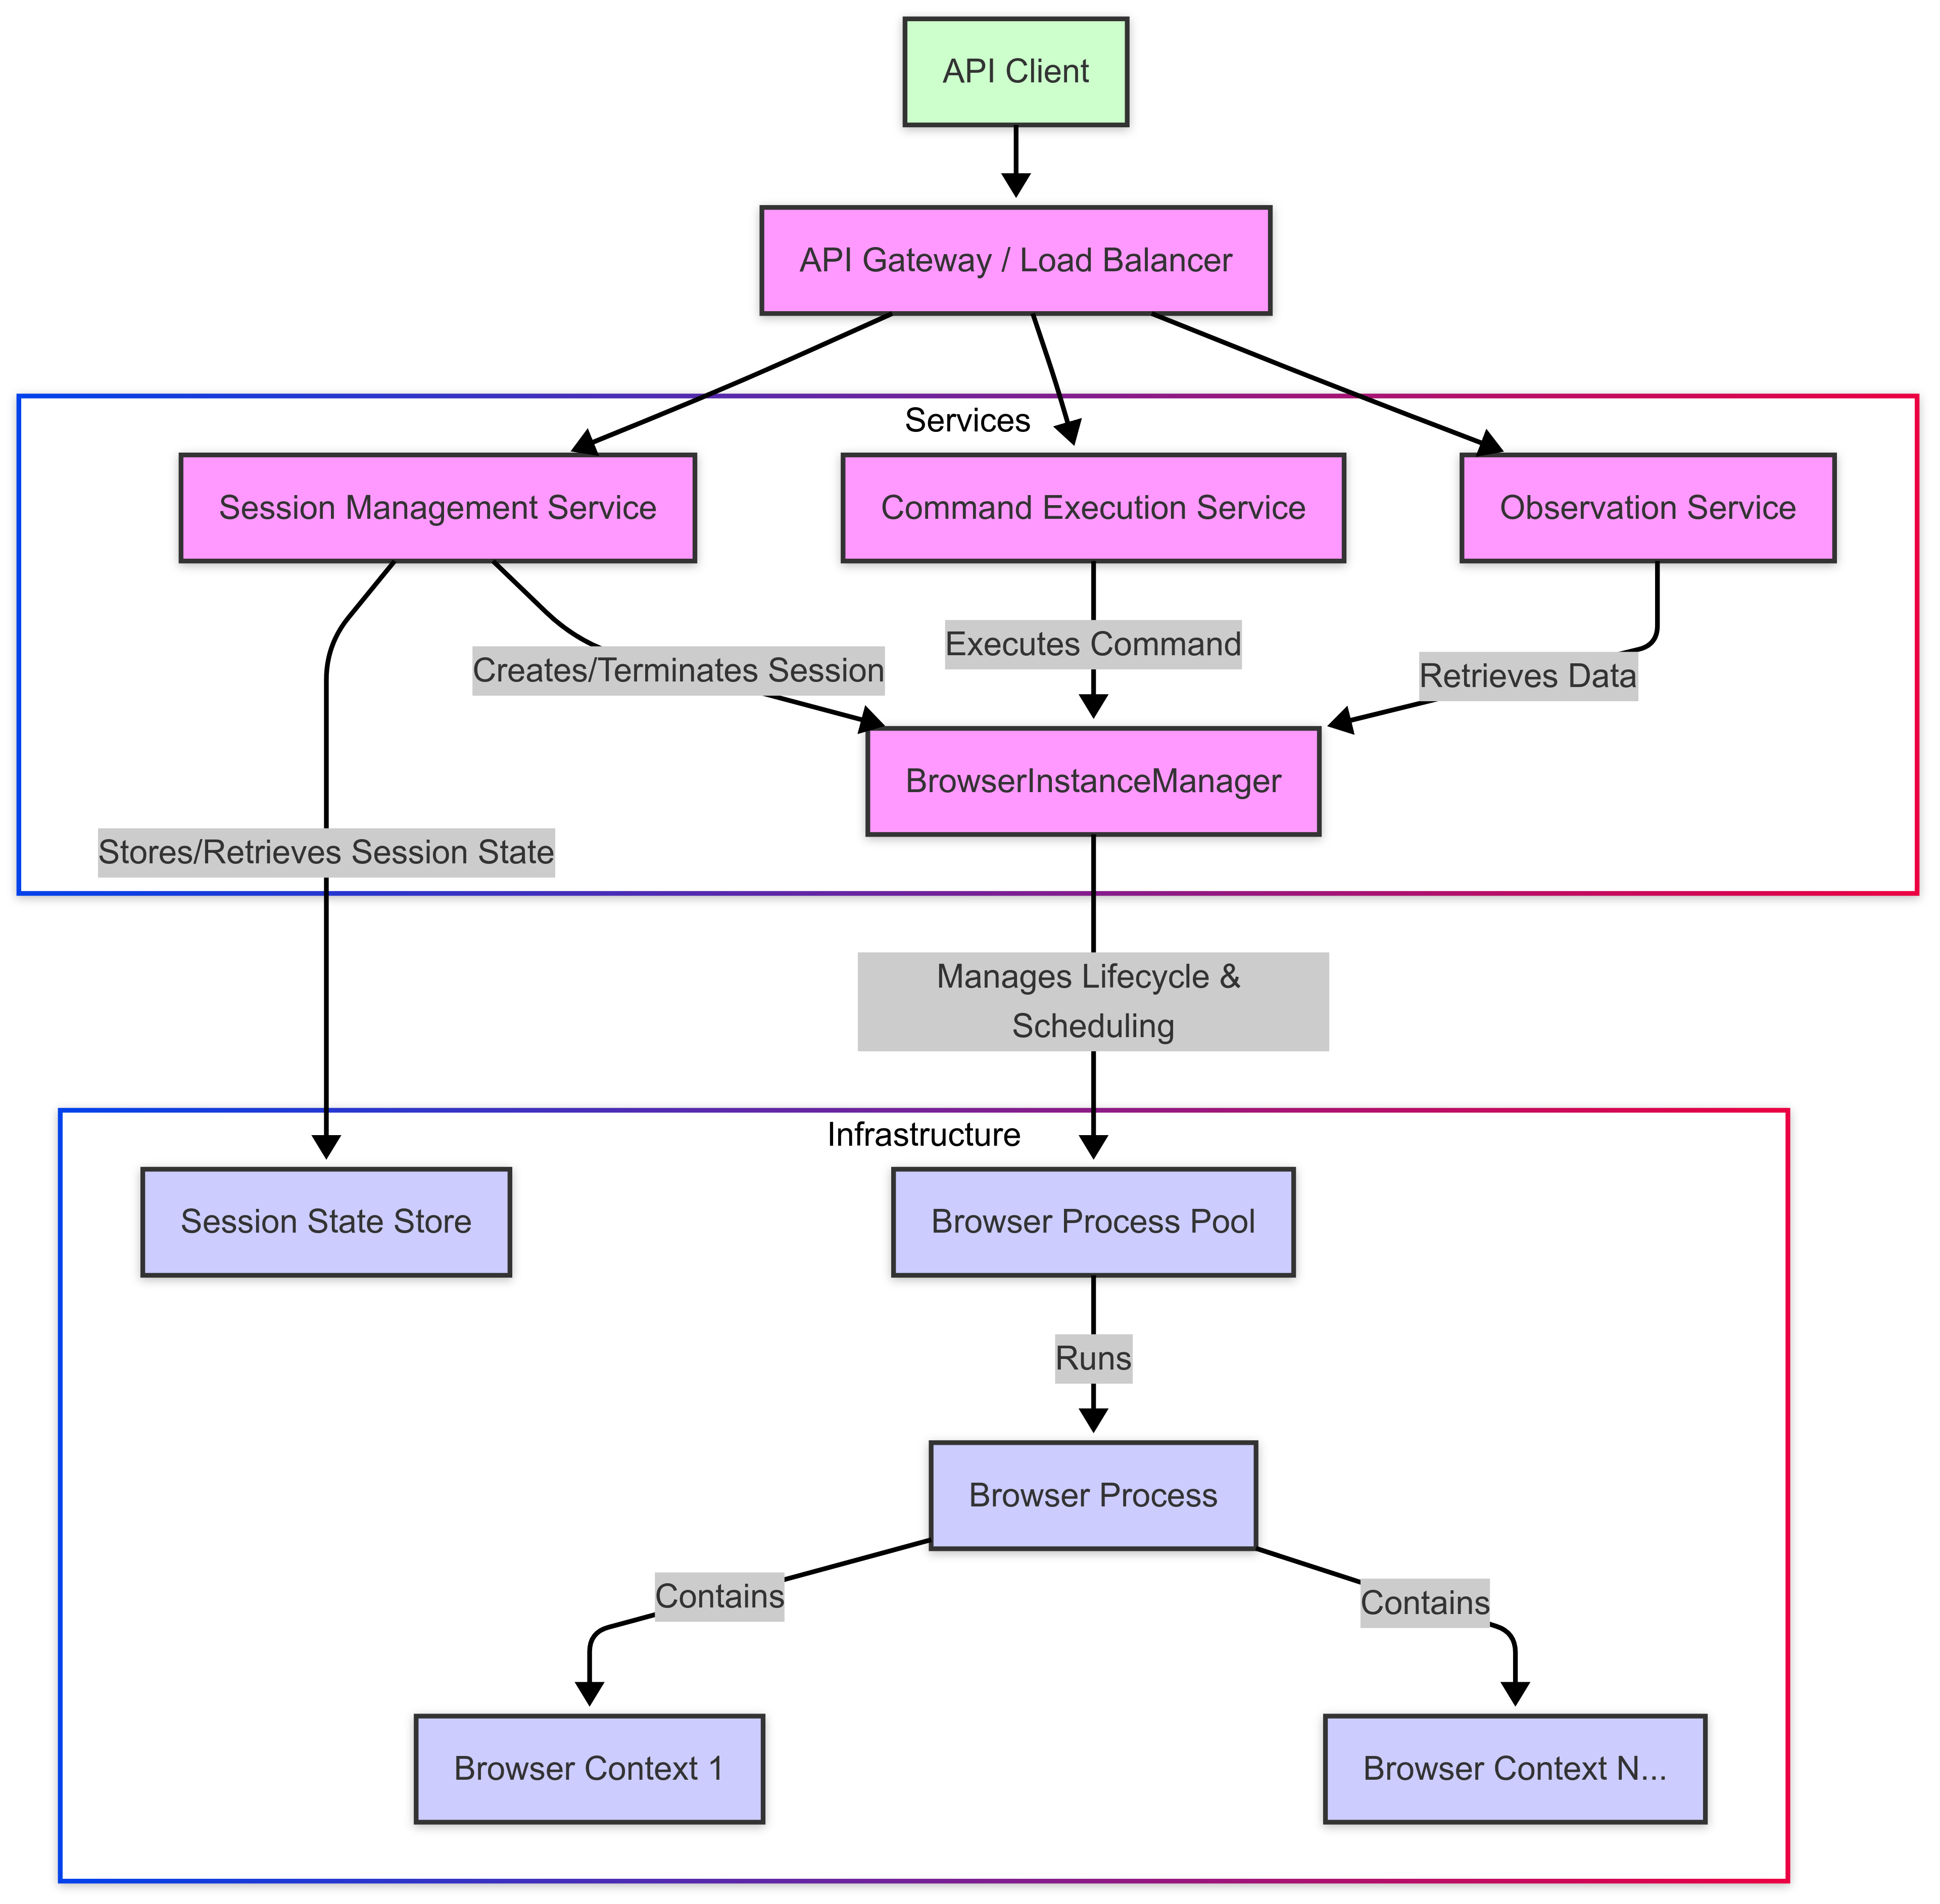 API Client
API Gateway / Load Balancer
Services
Session Management Service
Command Execution Service
Observation Service
Executes Command
Creates/Terminates Session
Retrieves Data
BrowserInstanceManager
Stores/Retrieves Session State
Manages Lifecycle &
Scheduling
Infrastructure
Session State Store
Browser Process Pool
Runs
Browser Process
Contains
Contains
Browser Context 1
Browser Context N...